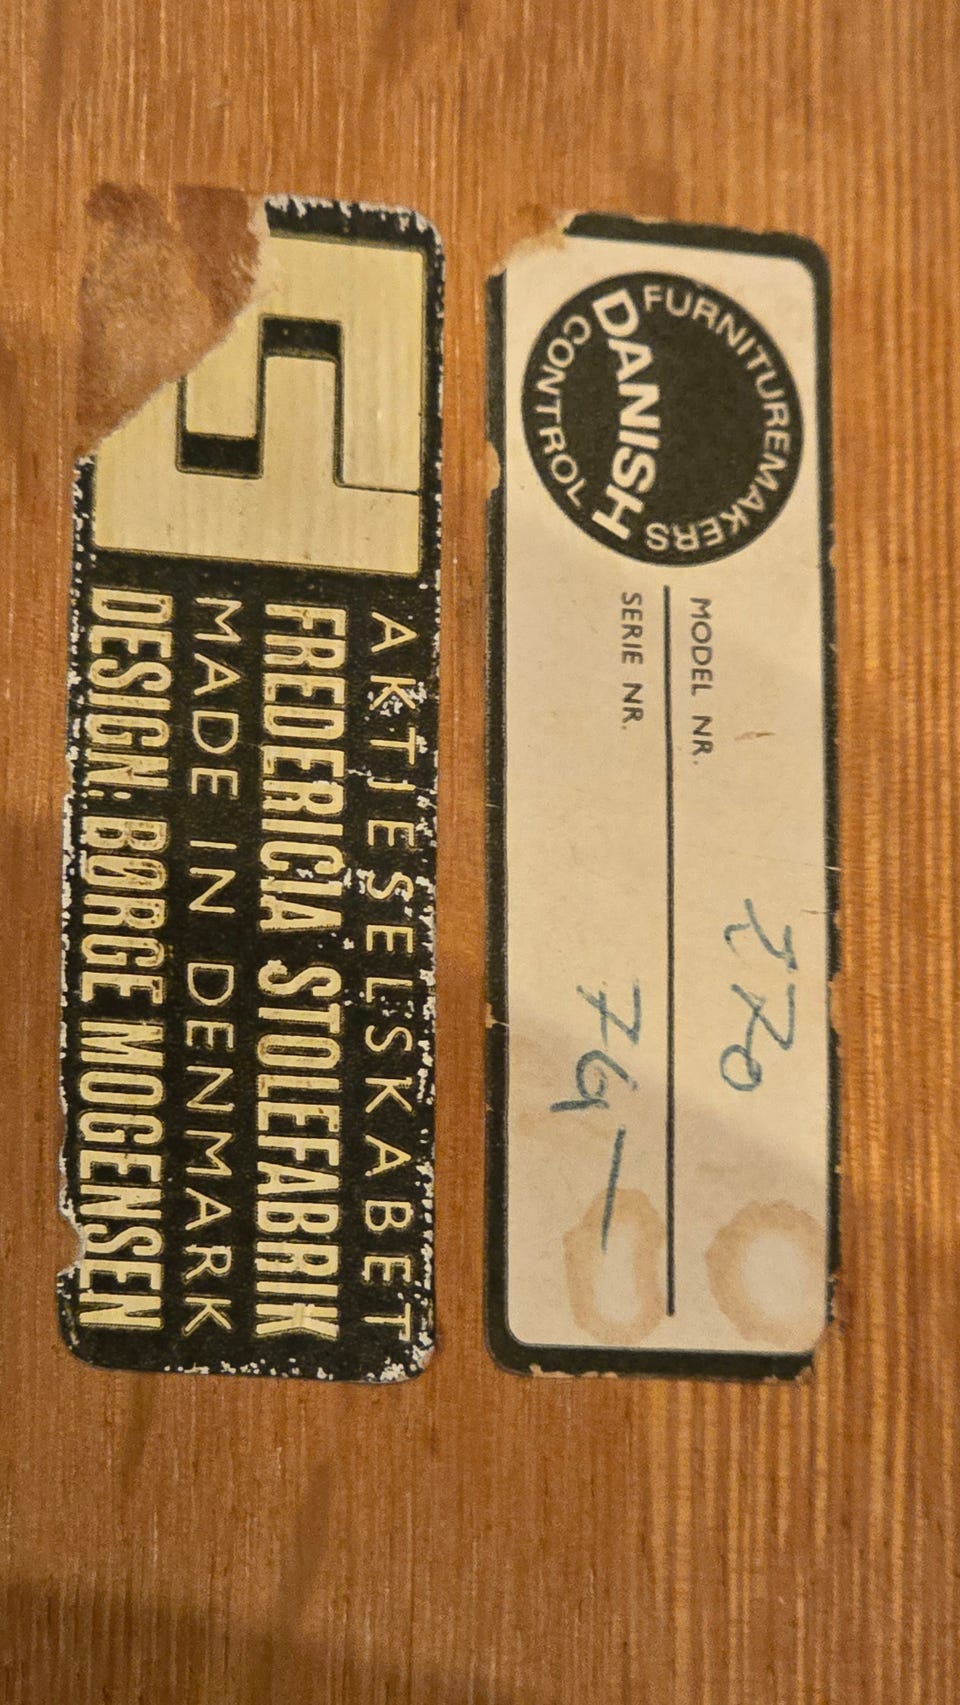 FURNITUREMAKERS
DANISH
CONTROL
MODEL NR.
SERIE NR.
AKTIESELSKABET
FREDERICIA STOLEFABRIK
MADE IN DENMARK
DESIGN: BØRGE MOGENSEN